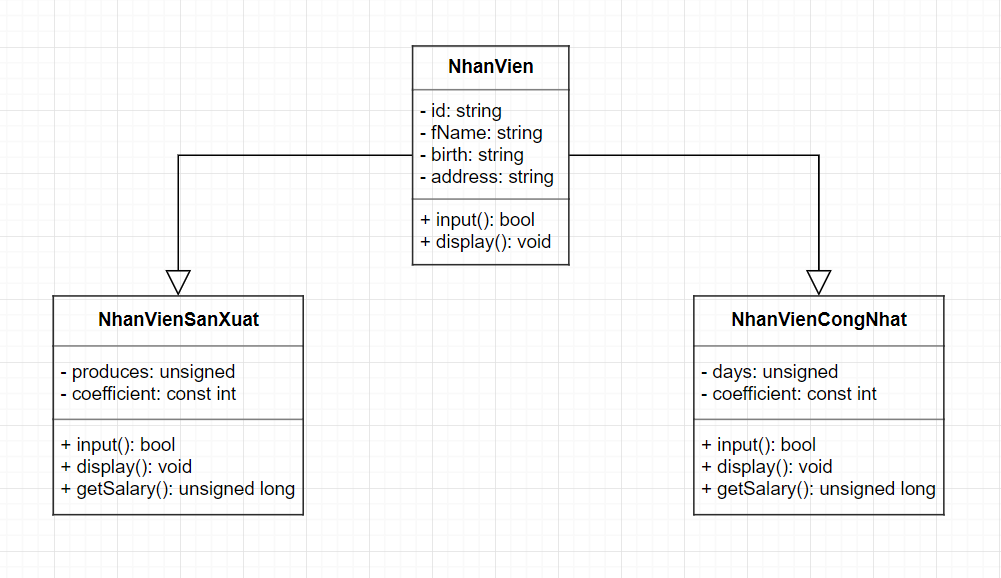 NhanVien
- id: string
- fName: string
- birth: string
- address: string
+ input(): bool
+ display(): void
NhanVienSanXuat
- produces: unsigned
- coefficient: const int
+ input(): bool
+ display(): void
+ getSalary(): unsigned long
NhanVienCongNhat
- days: unsigned
- coefficient: const int
+ input(): bool
+ display(): void
+ getSalary(): unsigned long